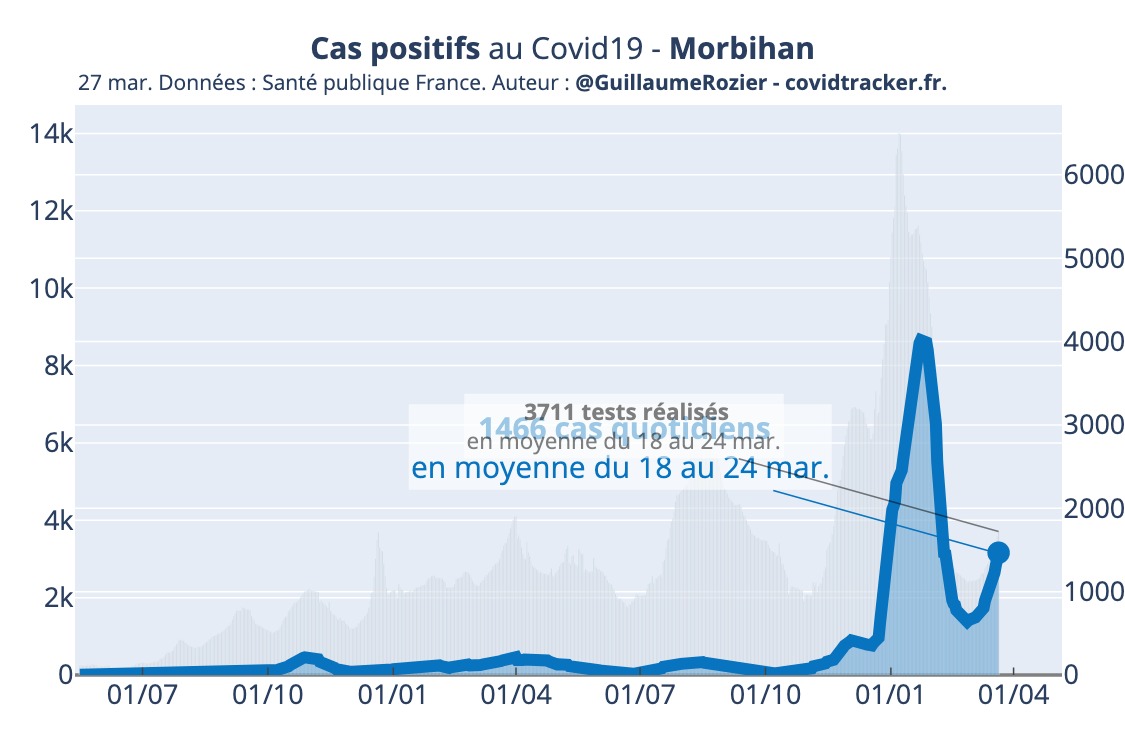 Cas positifs au Covid19 - Morbihan
27 mar. Données : Santé publique France. Auteur : @GuillaumeRozier - covidtracker.fr.
14k
12k
10k
8k
6k
4k
2k
0
6000
5000
4000
3000
2000
1000
0
3711 tests réalisés
1466 cas quotidiens
en moyenne du 18 au 24 mar.
en moyenne du 18 au 24 mar.
01/07 01/10 01/01 01/04 01/07 01/10 01/01 01/04